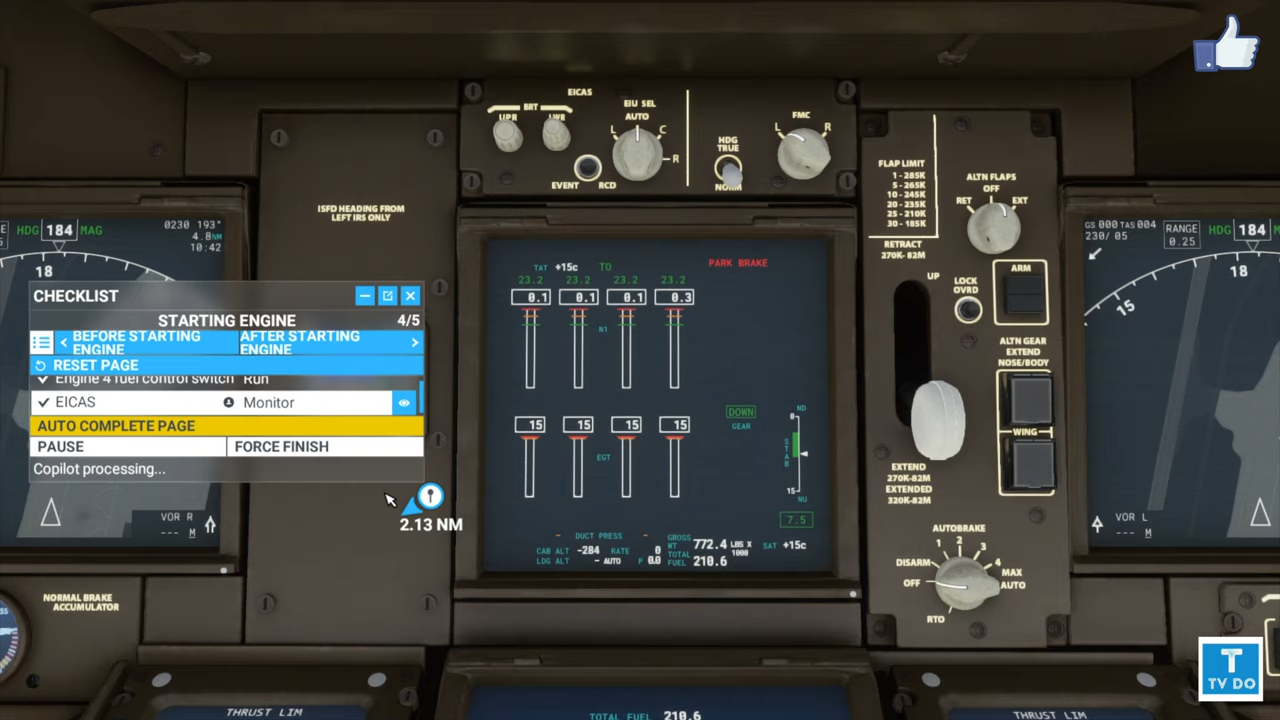 EICAS
BRT
UPR
LWR
EIU SEL
AUTO
L
C
R
EVENT
RCD
HDG
TRUE
NORM
FMC
L
R
FLAP LIMIT
1 - 285K
5 - 265K
10 - 245K
20 - 235K
25 - 210K
30 - 185K
RETRACT
270K- 82M
ALTN FLAPS
OFF
RET
EXT
UP
LOCK
OVRD
ARM
ALTN GEAR
EXTEND
NOSE/BODY
WING
EXTEND
270K-82M
EXTENDED
320K-82M
AUTOBRAKE
1
2
3
4
DISARM
MAX
AUTO
OFF
RTO
ISFD HEADING FROM
LEFT IRS ONLY
HDG 184 MAG
0230 193°
4.8NM
10:42
18
CHECKLIST
STARTING ENGINE
4/5
BEFORE STARTING
ENGINE
AFTER STARTING
ENGINE
RESET PAGE
Engine 4 fuel control switch Run
EICAS Monitor
AUTO COMPLETE PAGE
PAUSE
FORCE FINISH
Copilot processing...
VOR R
--- M
2.13 NM
TAT +15c TO
PARK BRAKE
23.2 23.2 23.2 23.2
0.1 0.1 0.1 0.3
N1
15 15 15 15
EGT
DOWN
GEAR
ND
0
STAB
15
NU
7.5
DUCT PRESS
CAB ALT -284 RATE 0
LDG ALT - AUTO P 0.0
GROSS
WT 772.4 LBS X
1000
TOTAL
FUEL 210.6
SAT +15c
GS 000 TAS 004
230/ 05
RANGE
0.25
HDG 184 M
18
15
VOR L
--- M
NORMAL BRAKE
ACCUMULATOR
THRUST LIM
TOTAL FUEL 210.6
THRUST LIM
T
TV DO